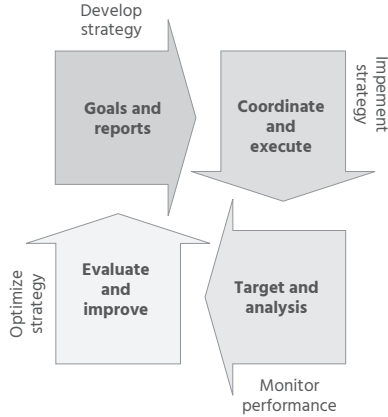 Develop
strategy
Goals and
reports
Coordinate
and
execute
Impement
strategy
Target and
analysis
Monitor
performance
Evaluate
and
improve
Optimize
strategy